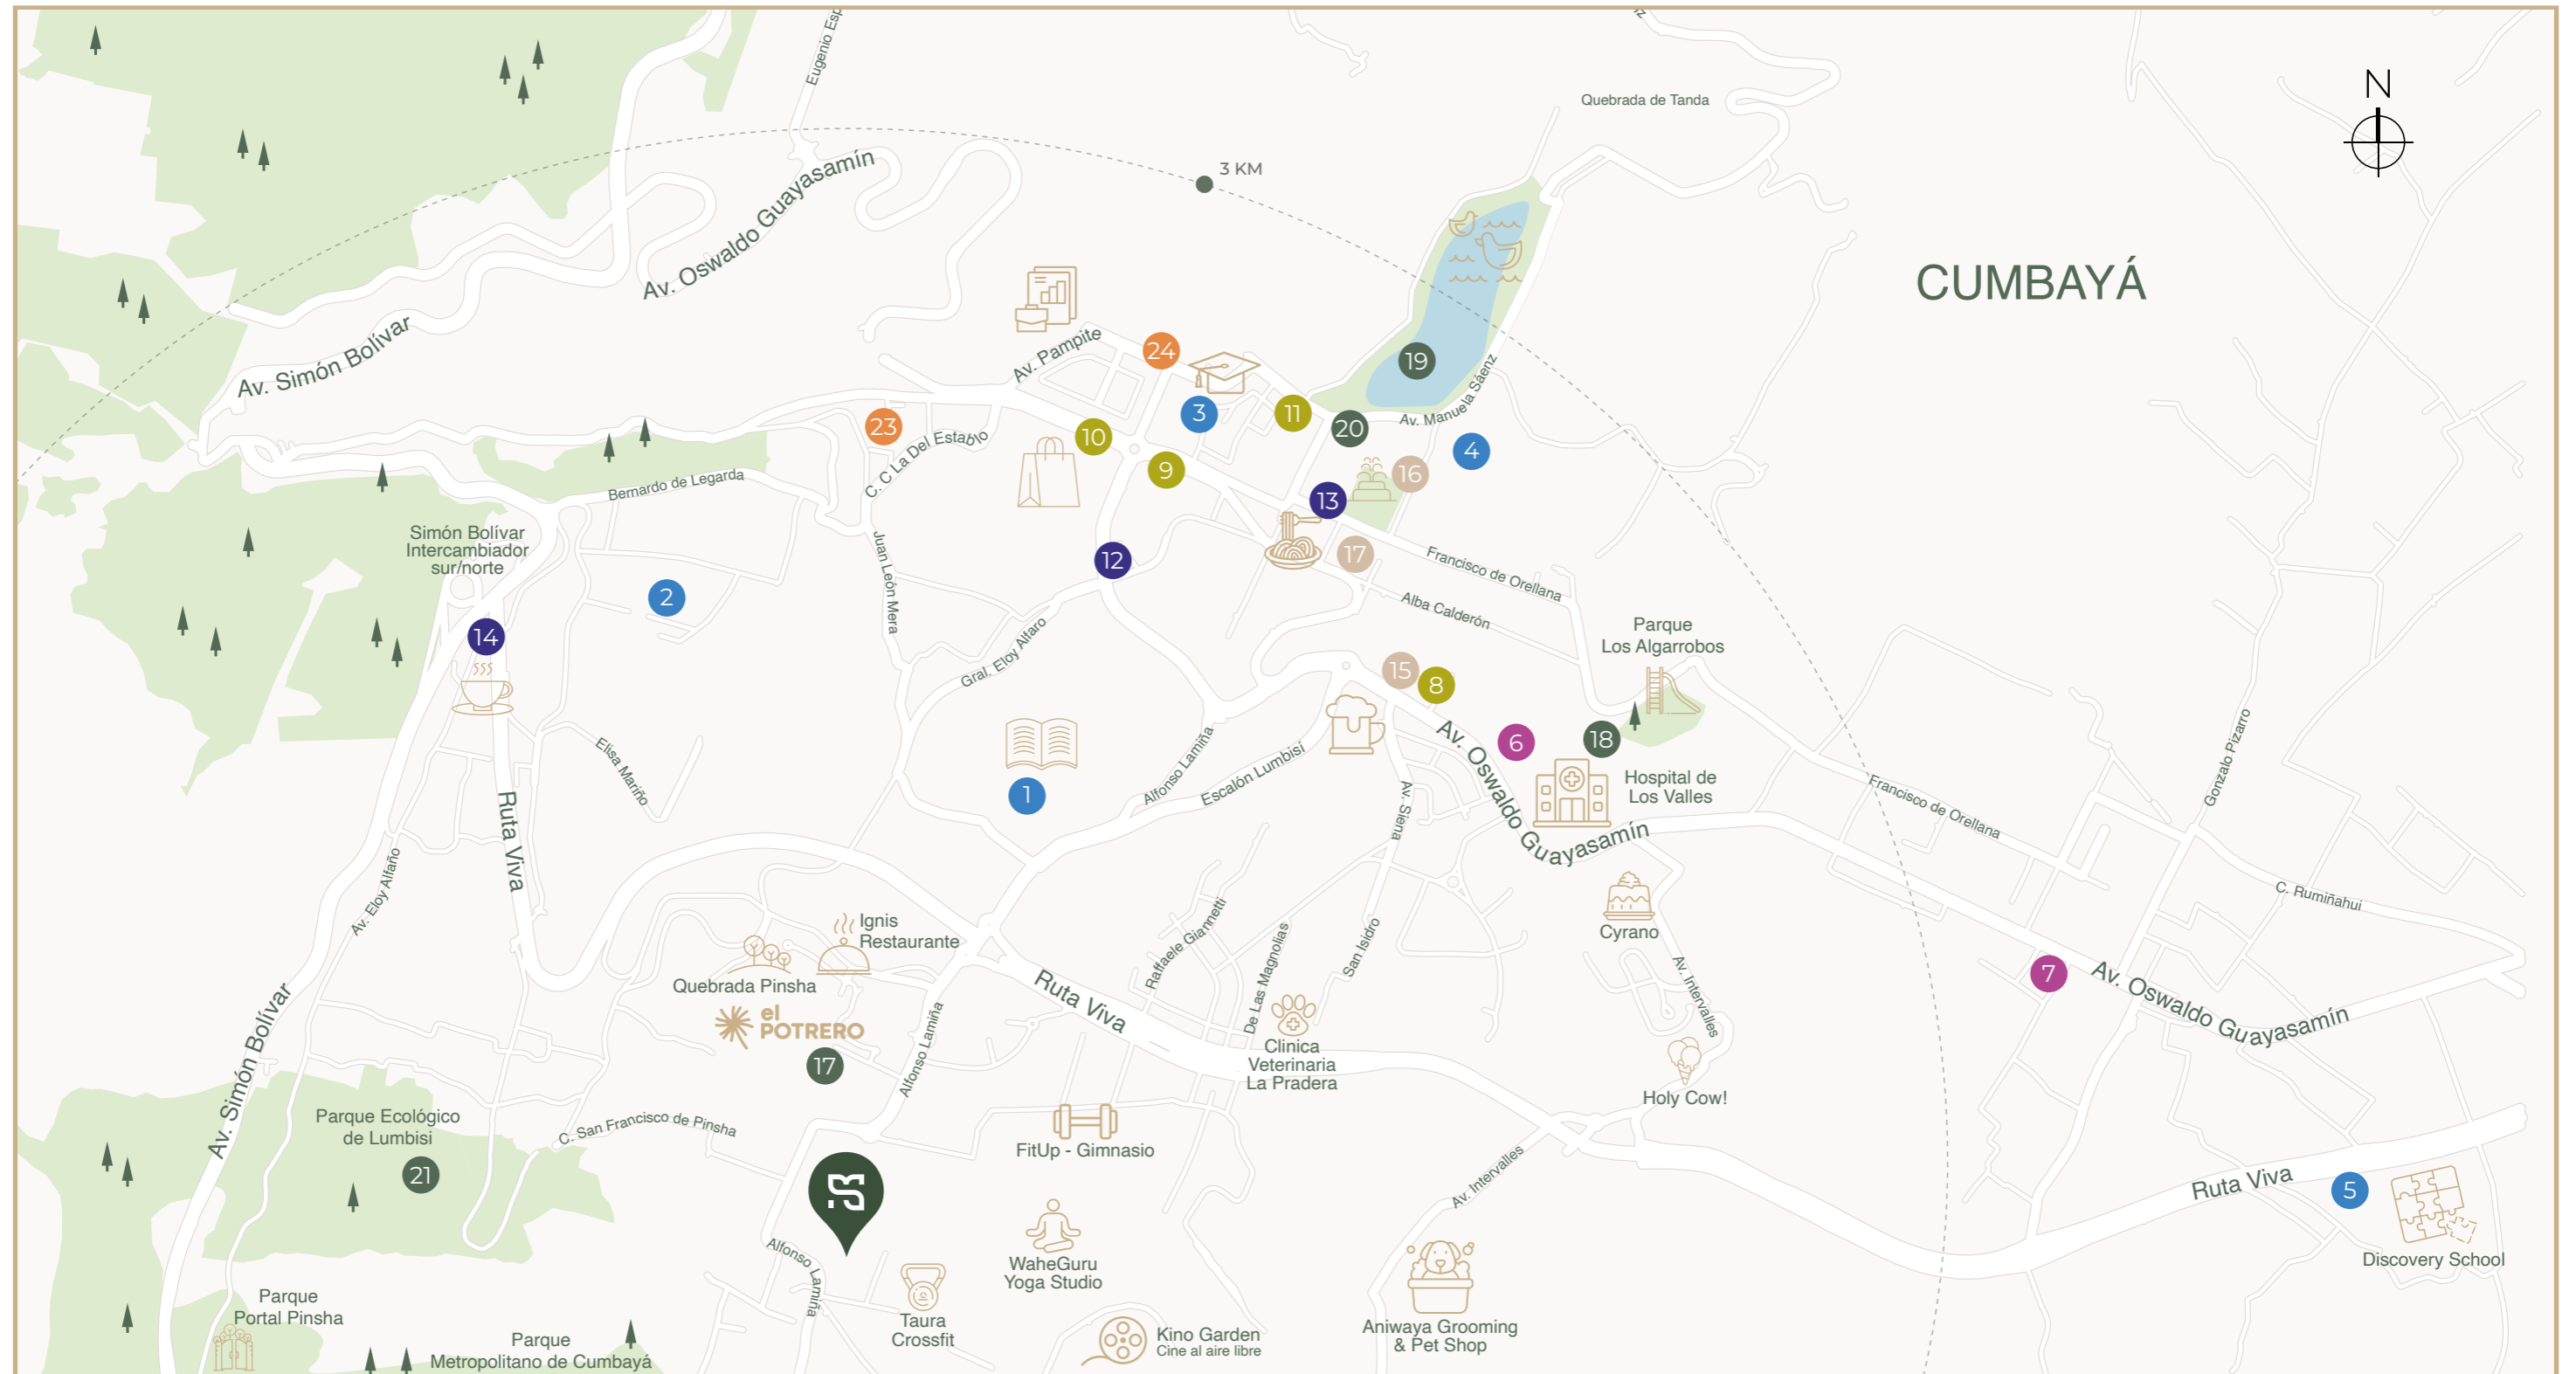 Eugenio Esp
N
Quebrada de Tanda
3 KM
Av. Oswaldo Guayasamín
CUMBAYÁ
Av. Simón Bolívar
Av. Pampite
24
19
3
11
Av. Manuela Sáenz
23
C. C La Del Establo
10
20
4
9
16
Bernardo de Legarda
13
Simón Bolívar
Intercambiador
sur/norte
Juan León Mera
12
17
Francisco de Orellana
2
Alba Calderón
14
Gral. Eloy Alfaro
Parque
Los Algarrobos
15
8
Elisa Mariño
Alfonso Lamiña
Escalón Lumbisí
Av. Oswaldo Guayasamín
6
18
Gonzalo Pizarro
1
Ruta Viva
Av. Siena
Hospital de
Los Valles
Francisco de Orellana
Av. Eloy Alfaño
C. Rumiñahui
Ignis
Restaurante
Raffaele Giannetti
De Las Magnolias
San Isidro
Cyrano
Quebrada Pinsha
Ruta Viva
Av. Intervalles
7
Av. Oswaldo Guayasamín
el
POTRERO
17
Alfonso Lamiña
Clinica
Veterinaria
La Pradera
Av. Simón Bolívar
Holy Cow!
Parque Ecológico
de Lumbisi
21
C. San Francisco de Pinsha
FitUp - Gimnasio
Av. Intervalles
Ruta Viva
5
Alfonso Lamiña
WaheGuru
Yoga Studio
Discovery School
Parque
Portal Pinsha
Taura
Crossfit
Kino Garden
Cine al aire libre
Aniwaya Grooming
& Pet Shop
Parque
Metropolitano de Cumbayá